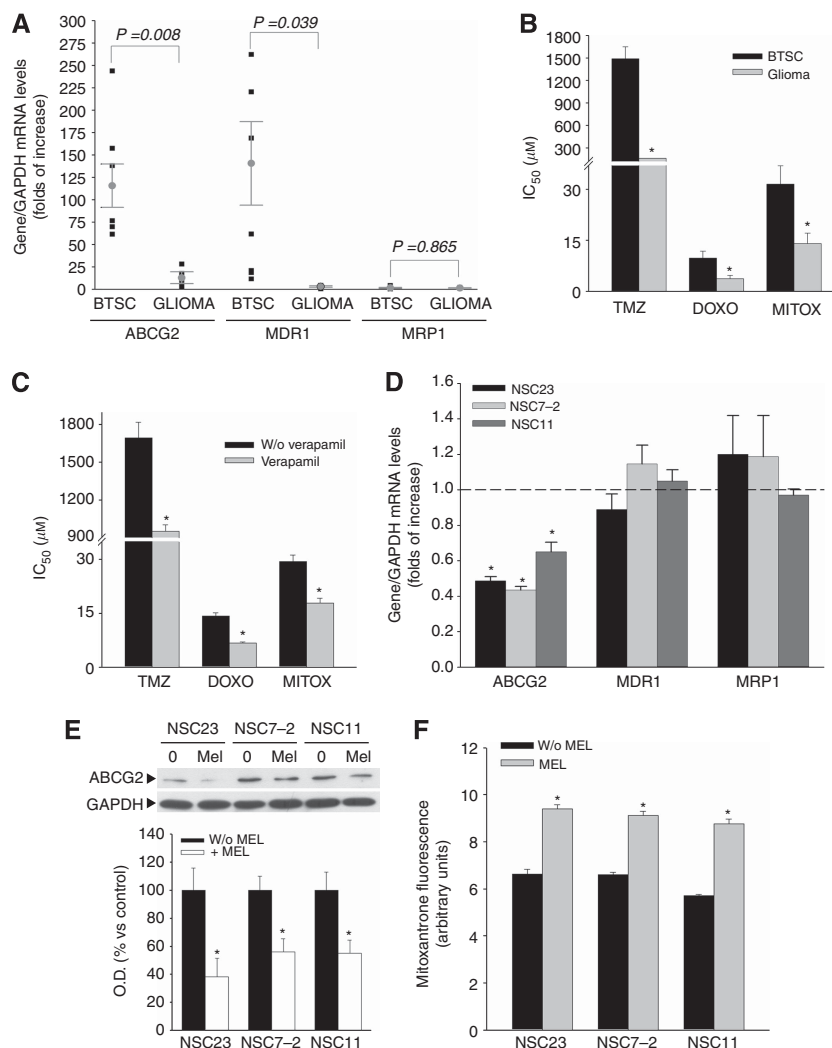 A
P =0.008
P =0.039
P =0.865
Gene/GAPDH mRNA levels
(folds of increase)
300
275
250
225
200
175
150
125
100
75
50
25
0
BTSC GLIOMA BTSC GLIOMA BTSC GLIOMA
ABCG2 MDR1 MRP1
B
BTSC
Glioma
IC50 (µM)
1800
1500
1200
900
600
300
30
15
0
* * *
TMZ DOXO MITOX
C
W/o verapamil
Verapamil
IC50 (µM)
1800
1500
1200
900
30
15
0
* * *
TMZ DOXO MITOX
D
NSC23
NSC7–2
NSC11
Gene/GAPDH mRNA levels
(folds of increase)
1.6
1.4
1.2
1.0
0.8
0.6
0.4
0.2
0.0
* * *
ABCG2 MDR1 MRP1
E
NSC23 NSC7–2 NSC11
0 Mel 0 Mel 0 Mel
ABCG2
GAPDH
W/o MEL
+ MEL
O.D. (% vs control)
140
120
100
80
60
40
20
0
* * *
NSC23 NSC7–2 NSC11
F
W/o MEL
MEL
Mitoxantrone fluorescence
(arbitrary units)
12
10
8
6
4
2
0
* * *
NSC23 NSC7–2 NSC11